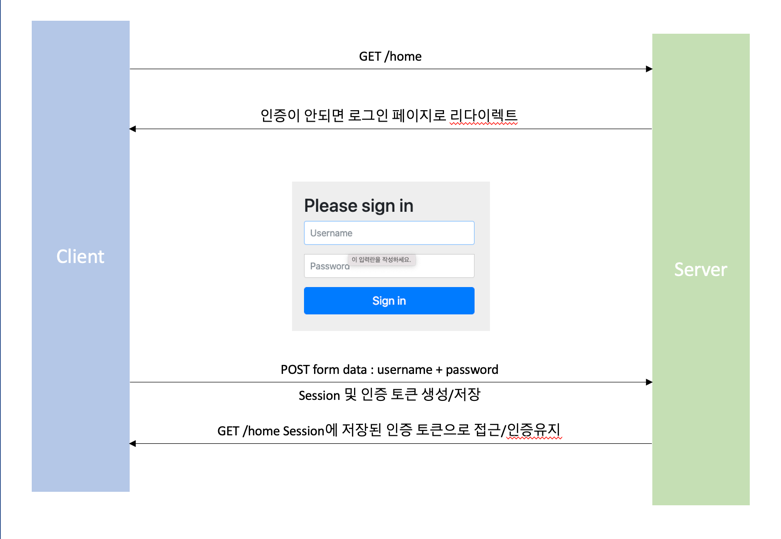 GET /home
인증이 안되면 로그인 페이지로 리다이렉트
Please sign in
Username
이 입력란을 작성하세요.
Password
Sign in
Client
Server
POST form data : username + password
Session 및 인증 토큰 생성/저장
GET /home Session에 저장된 인증 토큰으로 접근/인증유지